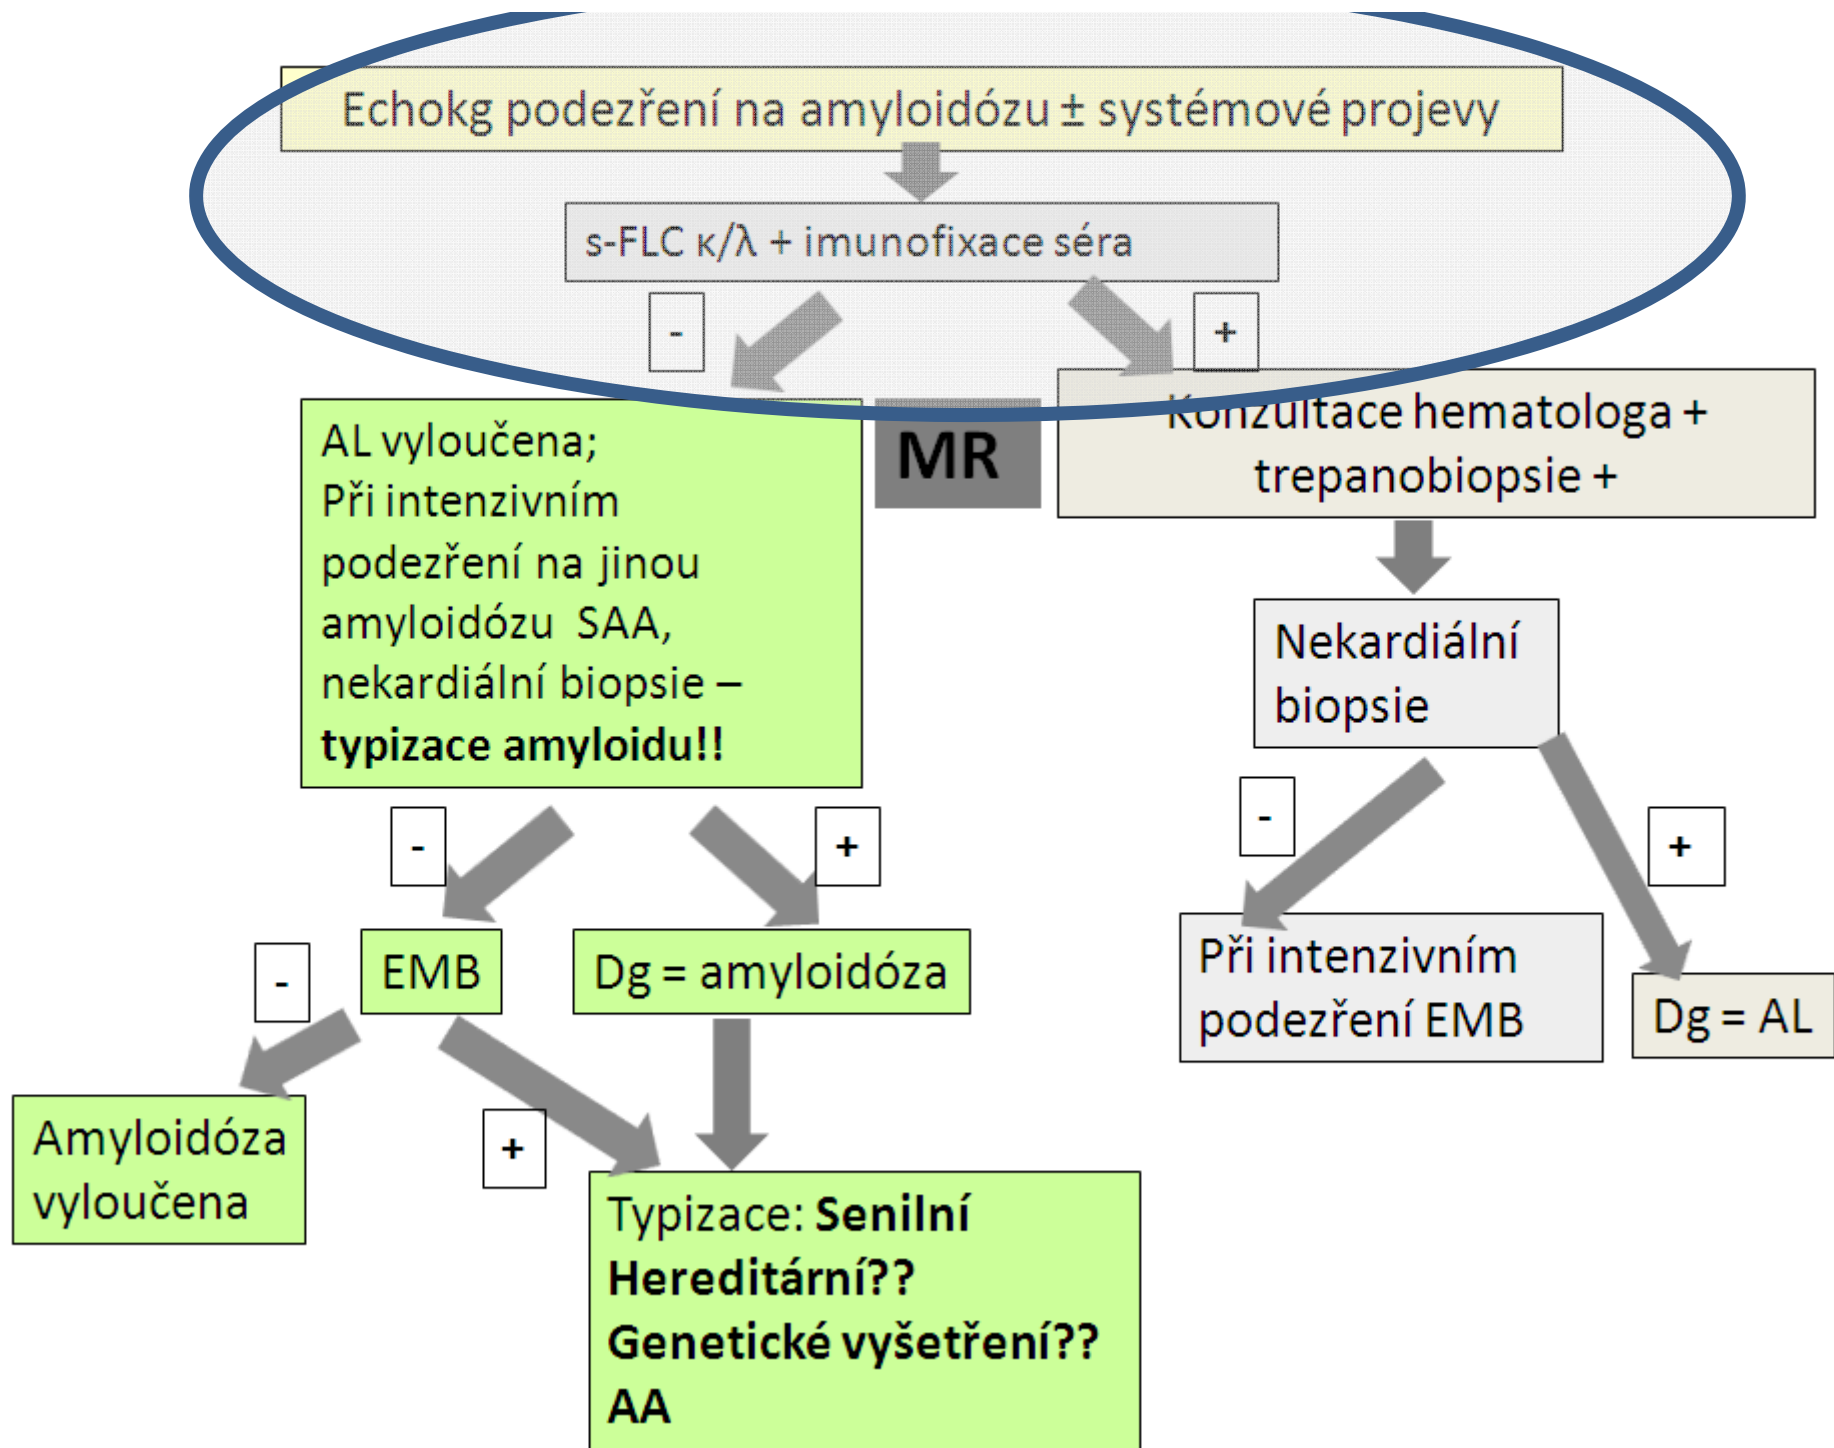 Echokg podezření na amyloidózu ± systémové projevy
s-FLC κ/λ + imunofixace séra
-
+
AL vyloučena;
Při intenzivním
podezření na jinou
amyloidózu SAA,
nekardiální biopsie –
typizace amyloidu!!
MR
Konzultace hematologa +
trepanobiopsie +
Nekardiální
biopsie
-
+
-
+
EMB
Dg = amyloidóza
Při intenzivním
podezření EMB
Dg = AL
-
+
Amyloidóza
vyloučena
Typizace: Senilní
Hereditární??
Genetické vyšetření??
AA